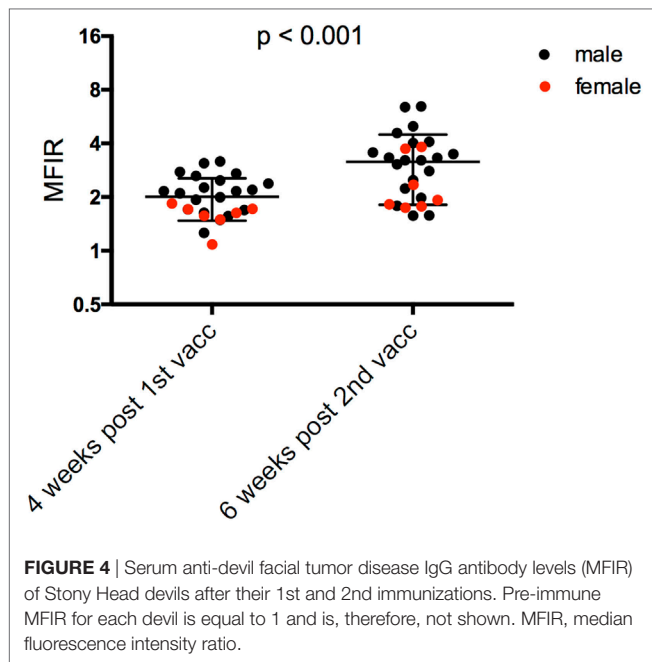 p < 0.001
male
female
MFIR
16
8
4
2
1
0.5
4 weeks post 1st vacc
6 weeks post 2nd vacc
FIGURE 4 | Serum anti-devil facial tumor disease IgG antibody levels (MFIR)
of Stony Head devils after their 1st and 2nd immunizations. Pre-immune
MFIR for each devil is equal to 1 and is, therefore, not shown. MFIR, median
fluorescence intensity ratio.